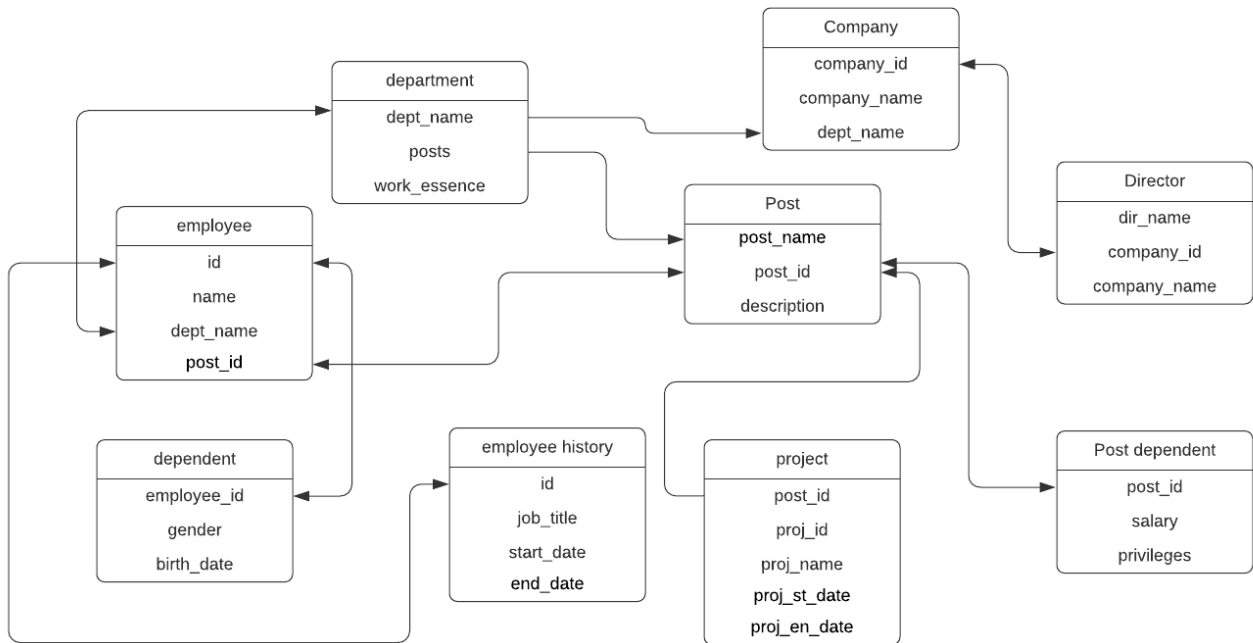 Company
company_id
company_name
dept_name
department
dept_name
posts
work_essence
Director
dir_name
company_id
company_name
Post
post_name
post_id
description
employee
id
name
dept_name
post_id
dependent
employee_id
gender
birth_date
employee history
id
job_title
start_date
end_date
project
post_id
proj_id
proj_name
proj_st_date
proj_en_date
Post dependent
post_id
salary
privileges